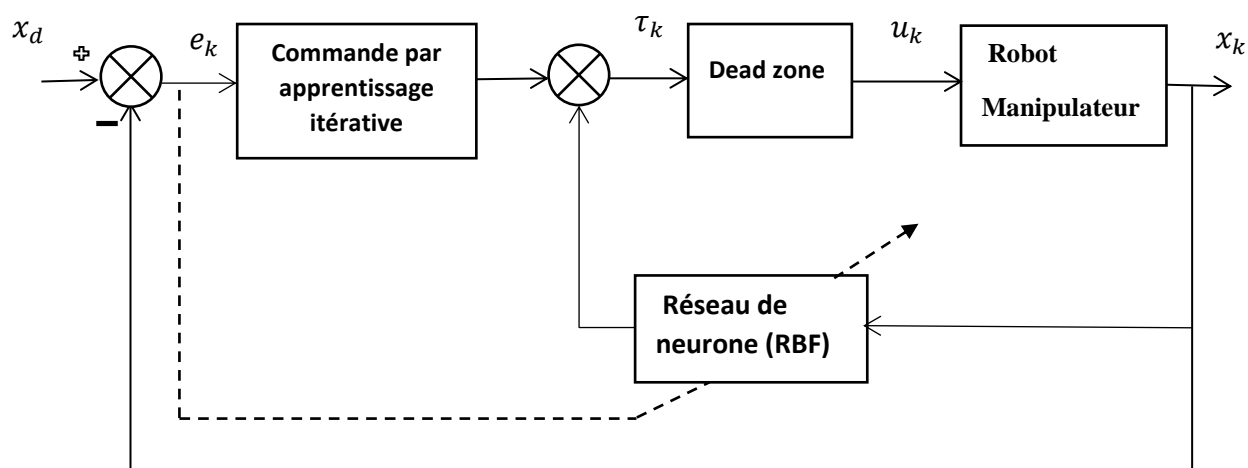 x_d
+
−
e_k
Commande par
apprentissage
itérative
τ_k
Dead zone
u_k
Robot
Manipulateur
x_k
Réseau de
neurone (RBF)